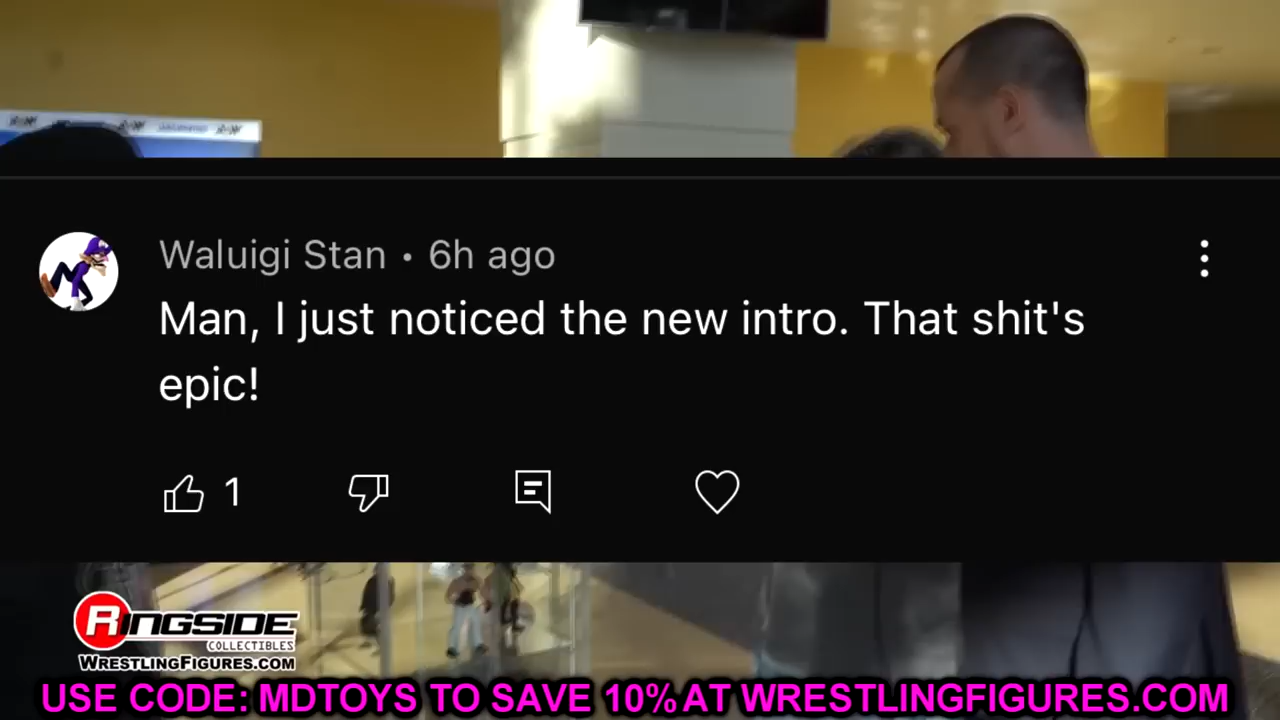 Waluigi Stan • 6h ago
Man, I just noticed the new intro. That shit's
epic!
1
RINGSIDE
COLLECTIBLES
WRESTLINGFIGURES.COM
USE CODE: MDTOYS TO SAVE 10% AT WRESTLINGFIGURES.COM